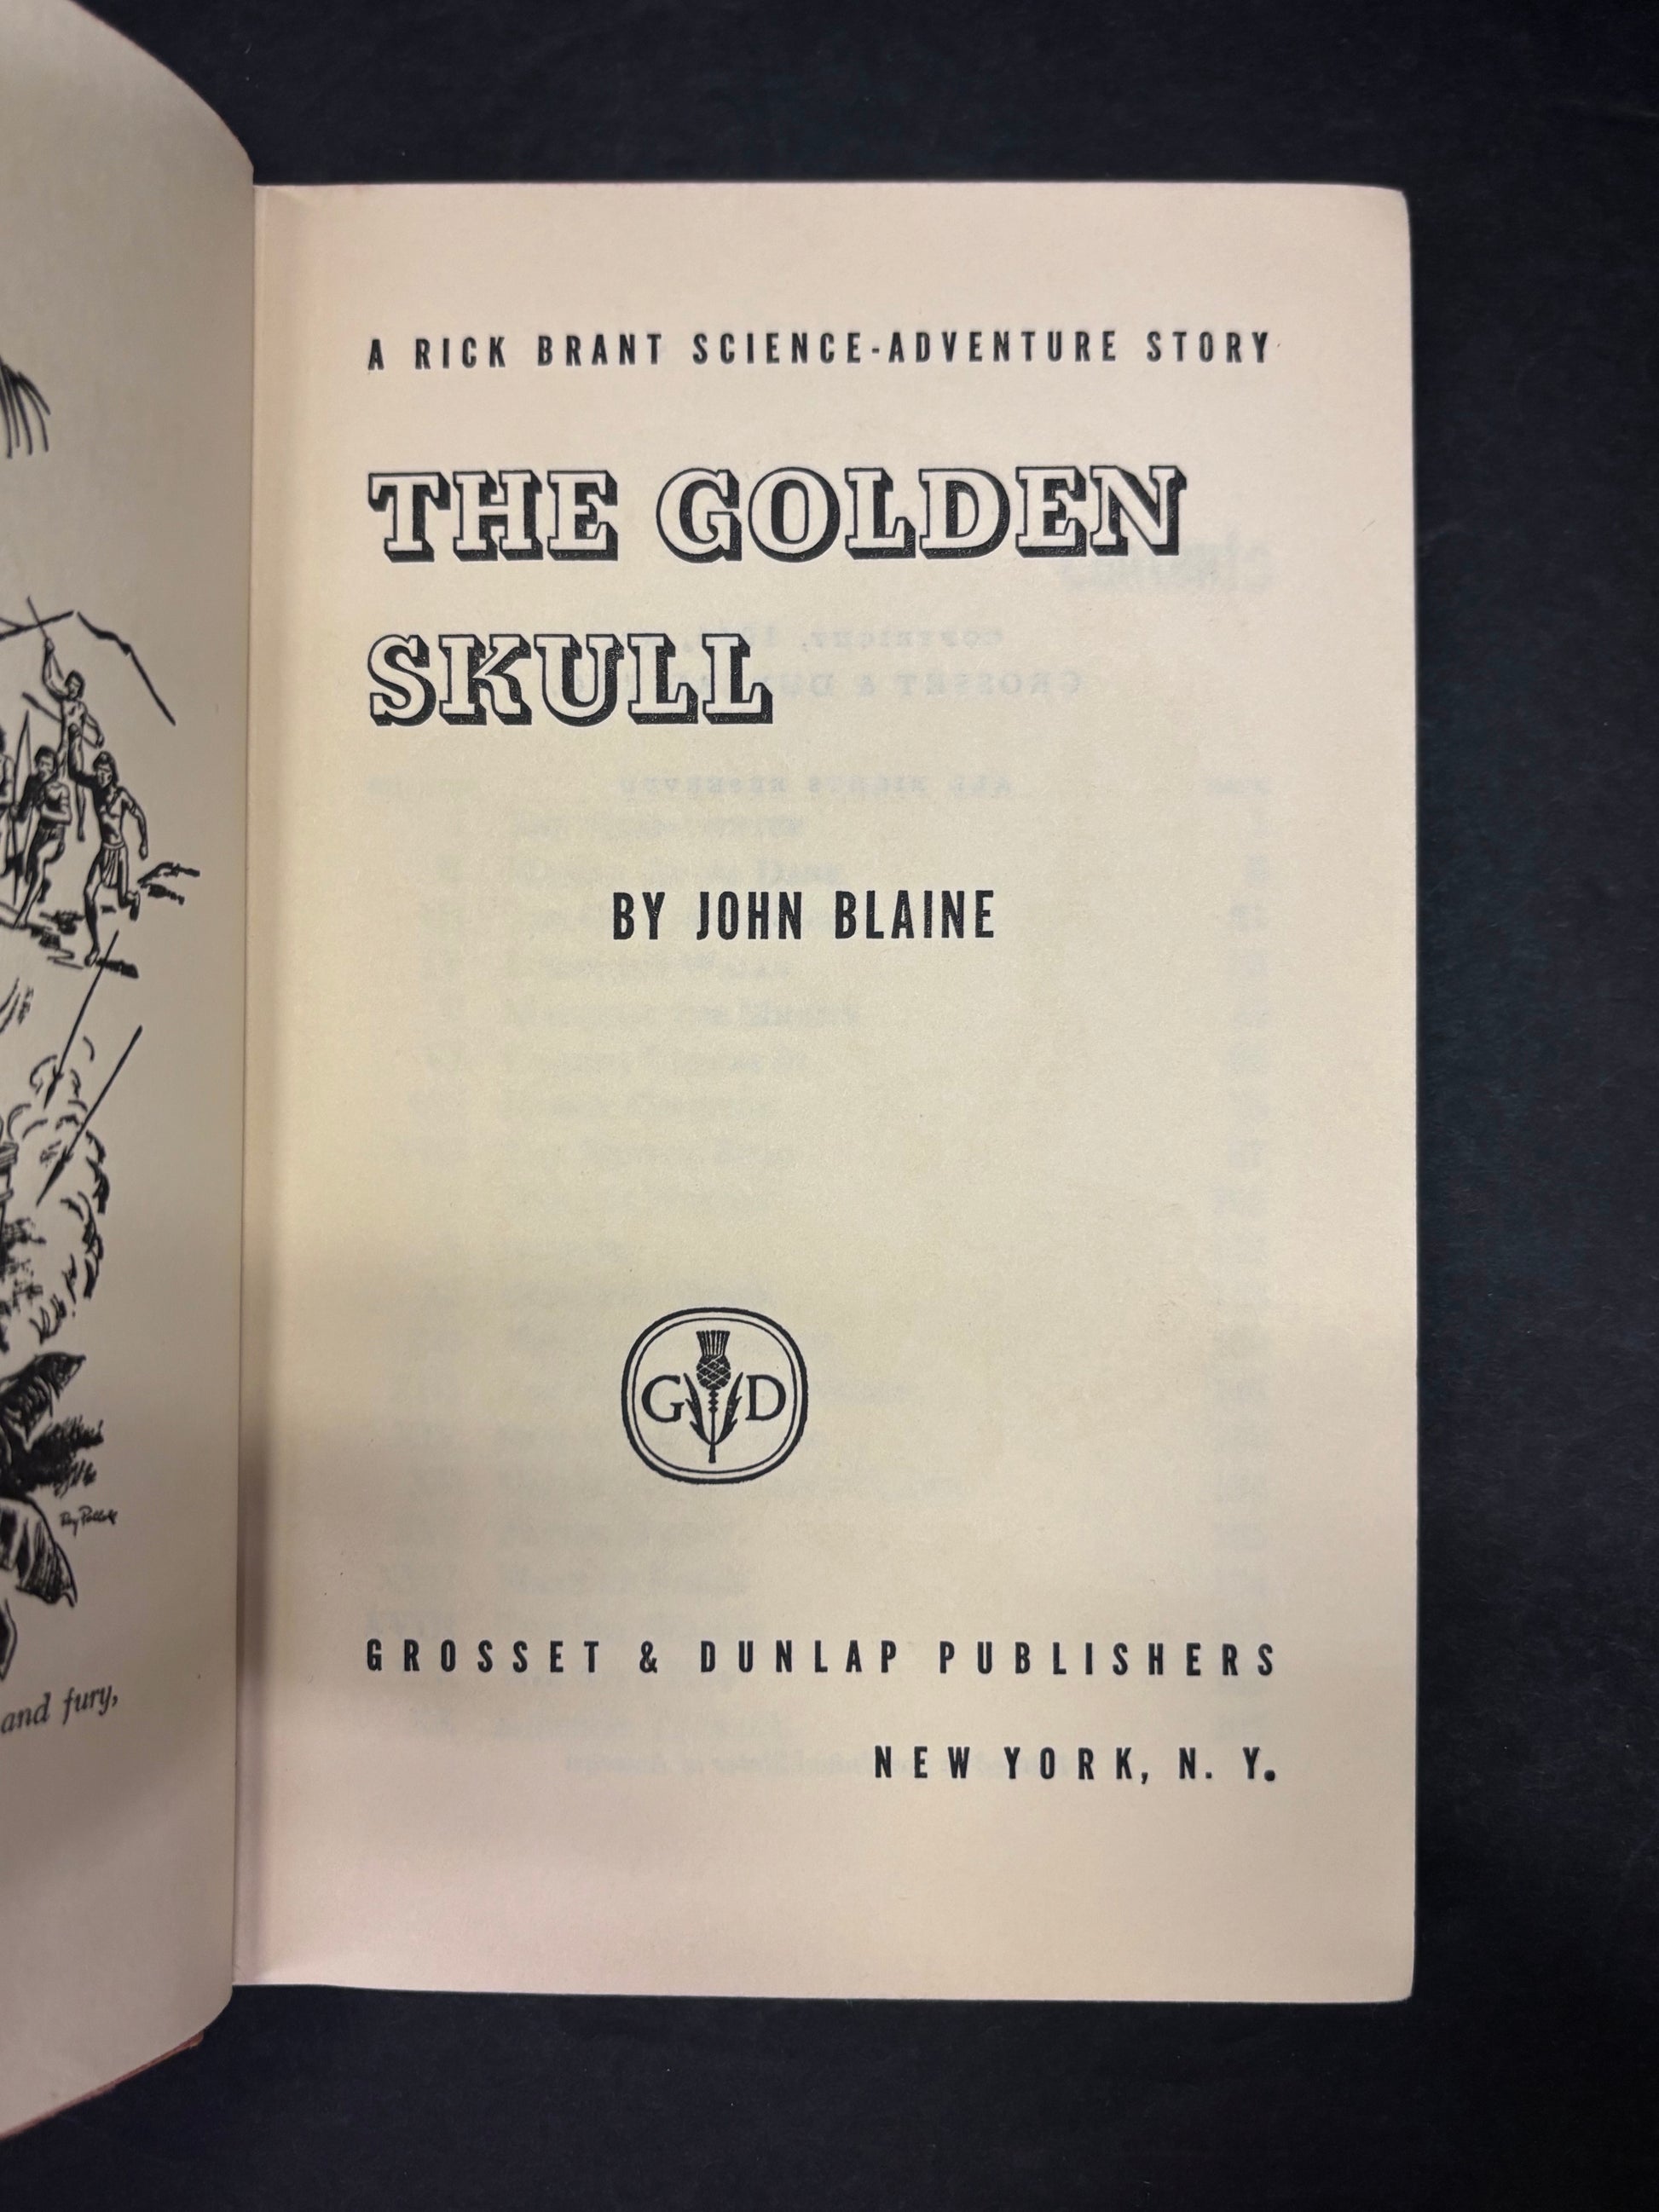 and fury,
A RICK BRANT SCIENCE-ADVENTURE STORY
THE GOLDEN
SKULL
BY JOHN BLAINE
G D
GROSSET & DUNLAP PUBLISHERS
NEW YORK, N. Y.